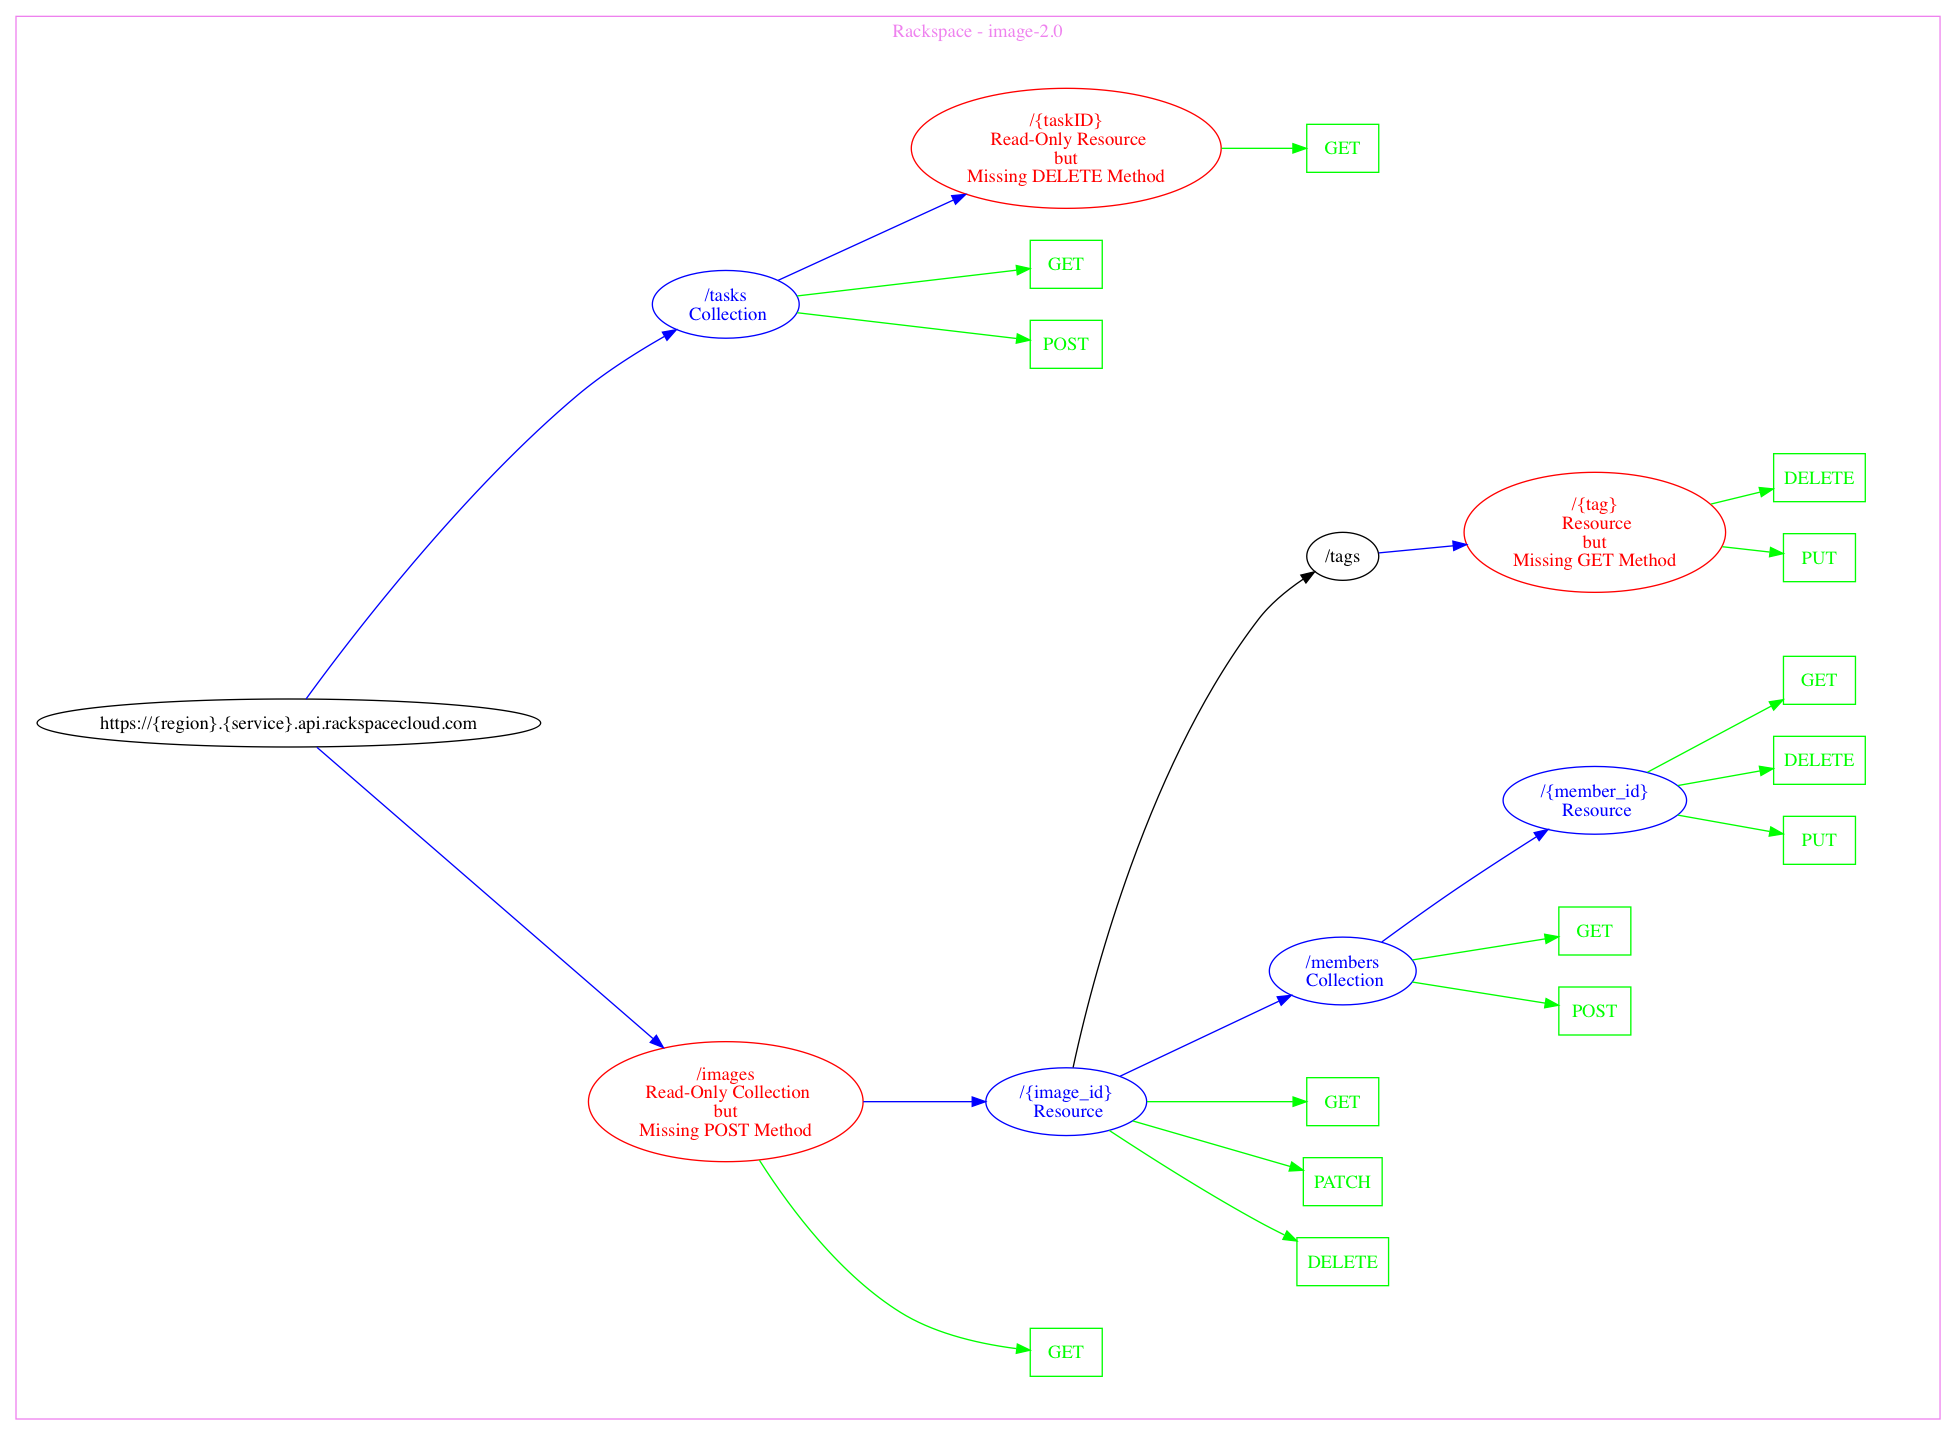 Rackspace - image-2.0
/{taskID}
Read-Only Resource
but
Missing DELETE Method
GET
/tasks
Collection
GET
POST
https://{region}.{service}.api.rackspacecloud.com
/tags
/{tag}
Resource
but
Missing GET Method
DELETE
PUT
/{member_id}
Resource
GET
DELETE
PUT
/members
Collection
GET
POST
/images
Read-Only Collection
but
Missing POST Method
/{image_id}
Resource
GET
PATCH
DELETE
GET